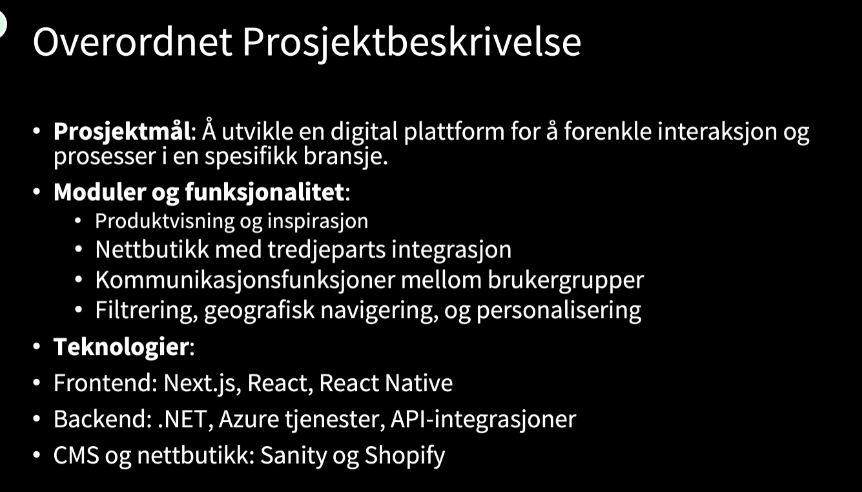 Overordnet Prosjektbeskrivelse
• Prosjektmål: Å utvikle en digital plattform for å forenkle interaksjon og
prosesser i en spesifikk bransje.
• Moduler og funksjonalitet:
• Produktvisning og inspirasjon
• Nettbutikk med tredjeparts integrasjon
• Kommunikasjonsfunksjoner mellom brukergrupper
• Filtrering, geografisk navigering, og personalisering
• Teknologier:
• Frontend: Next.js, React, React Native
• Backend: .NET, Azure tjenester, API-integrasjoner
• CMS og nettbutikk: Sanity og Shopify